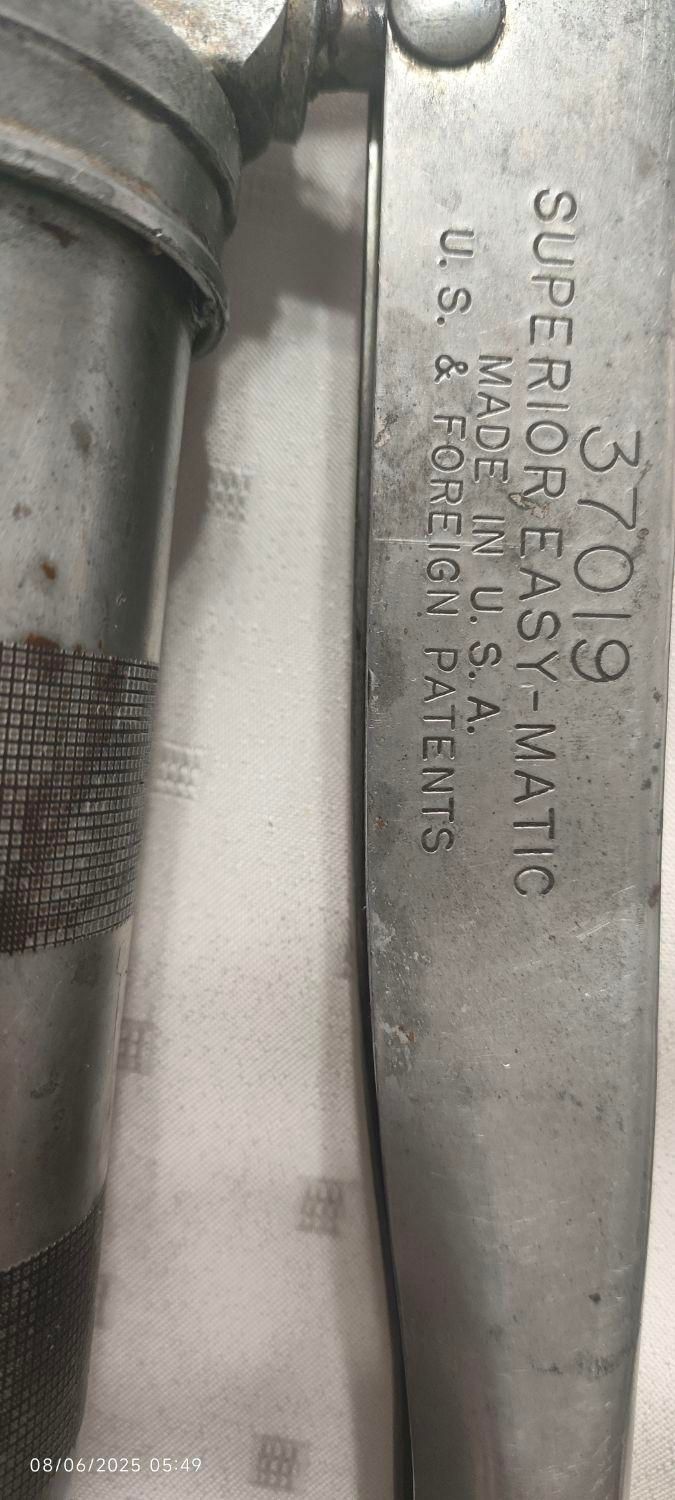 37019
SUPERIOR EASY-MATIC
MADE IN U.S.A.
U.S. & FOREIGN PATENTS
08/06/2025 05:49